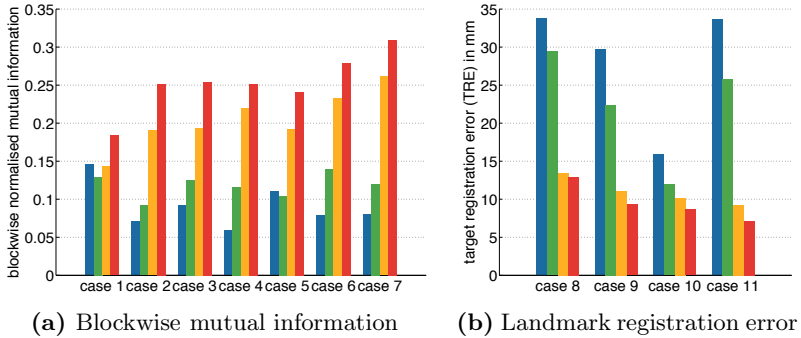 blockwise normalised mutual information
0.35
0.3
0.25
0.2
0.15
0.1
0.05
0
case 1 case 2 case 3 case 4 case 5 case 6 case 7
(a) Blockwise mutual information
target registration error (TRE) in mm
35
30
25
20
15
10
5
0
case 8 case 9 case 10 case 11
(b) Landmark registration error